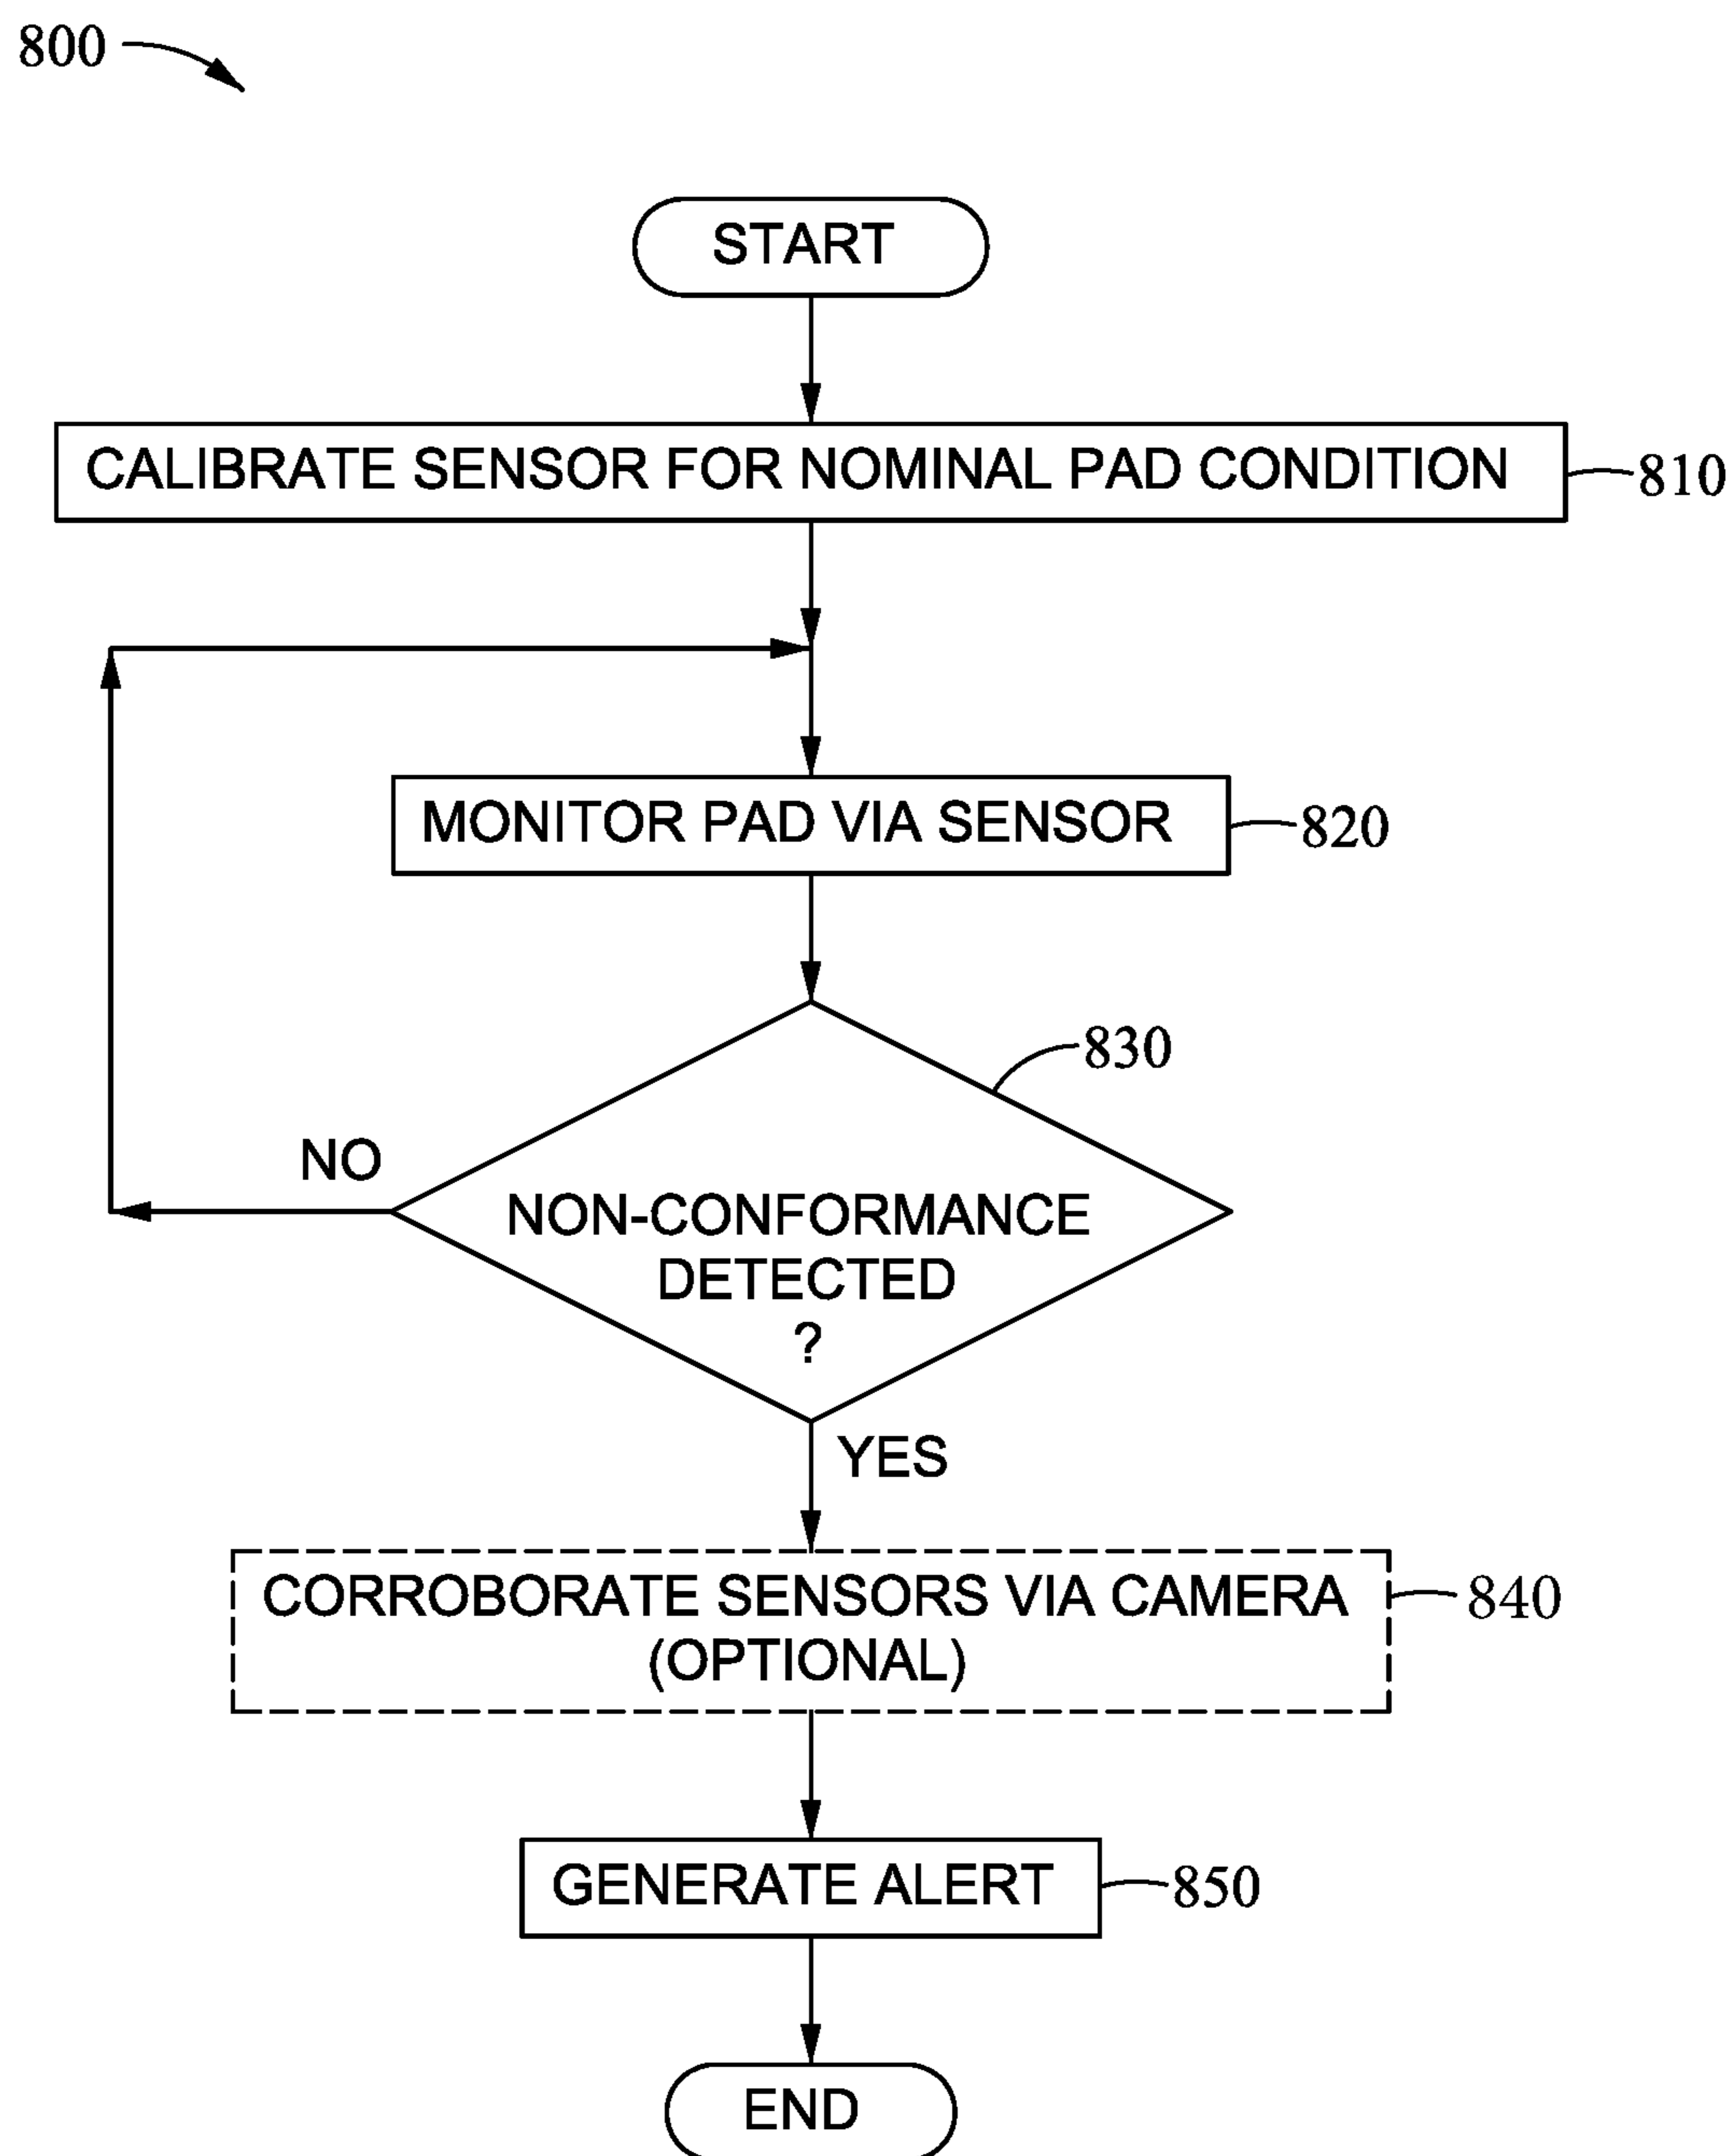 800
START
CALIBRATE SENSOR FOR NOMINAL PAD CONDITION
810
MONITOR PAD VIA SENSOR
820
830
NO
NON-CONFORMANCE
DETECTED
?
YES
CORROBORATE SENSORS VIA CAMERA
(OPTIONAL)
840
GENERATE ALERT
850
END